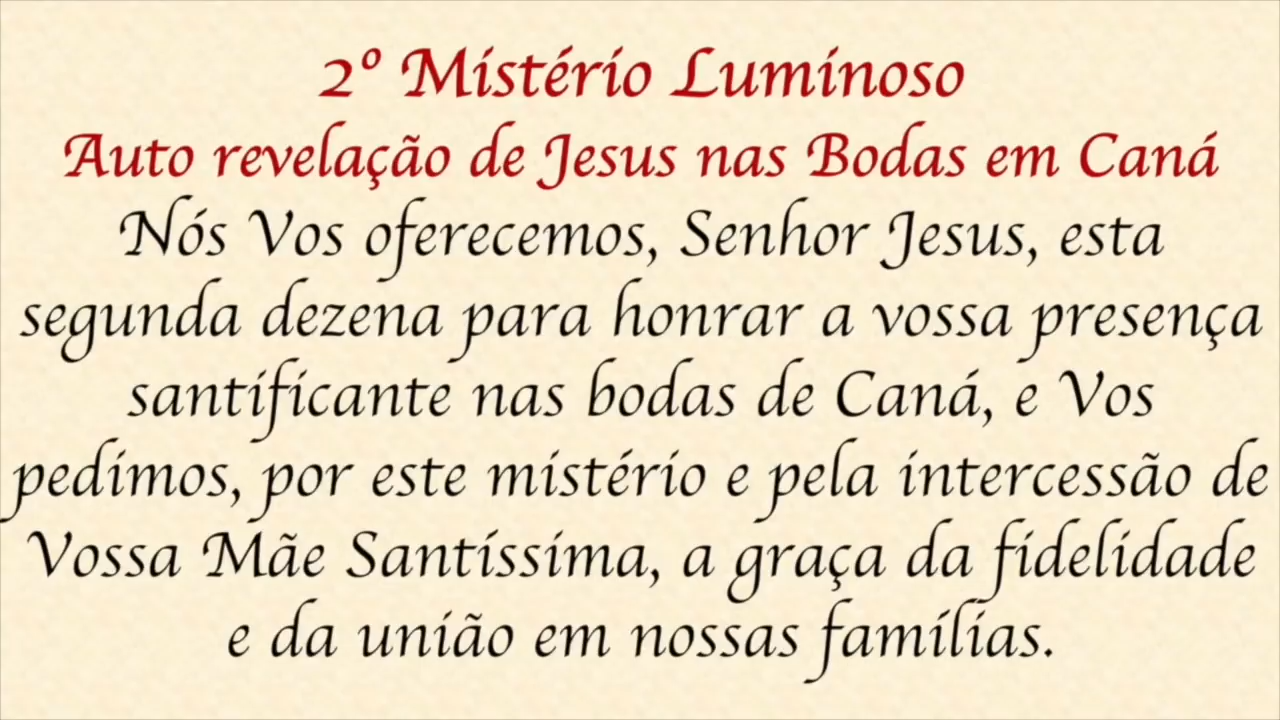 2º Mistério Luminoso
Auto revelação de Jesus nas Bodas em Caná
Nós Vos oferecemos, Senhor Jesus, esta
segunda dezena para honrar a vossa presença
santificante nas bodas de Caná, e Vos
pedimos, por este mistério e pela intercessão de
Vossa Mãe Santíssima, a graça da fidelidade
e da união em nossas famílias.